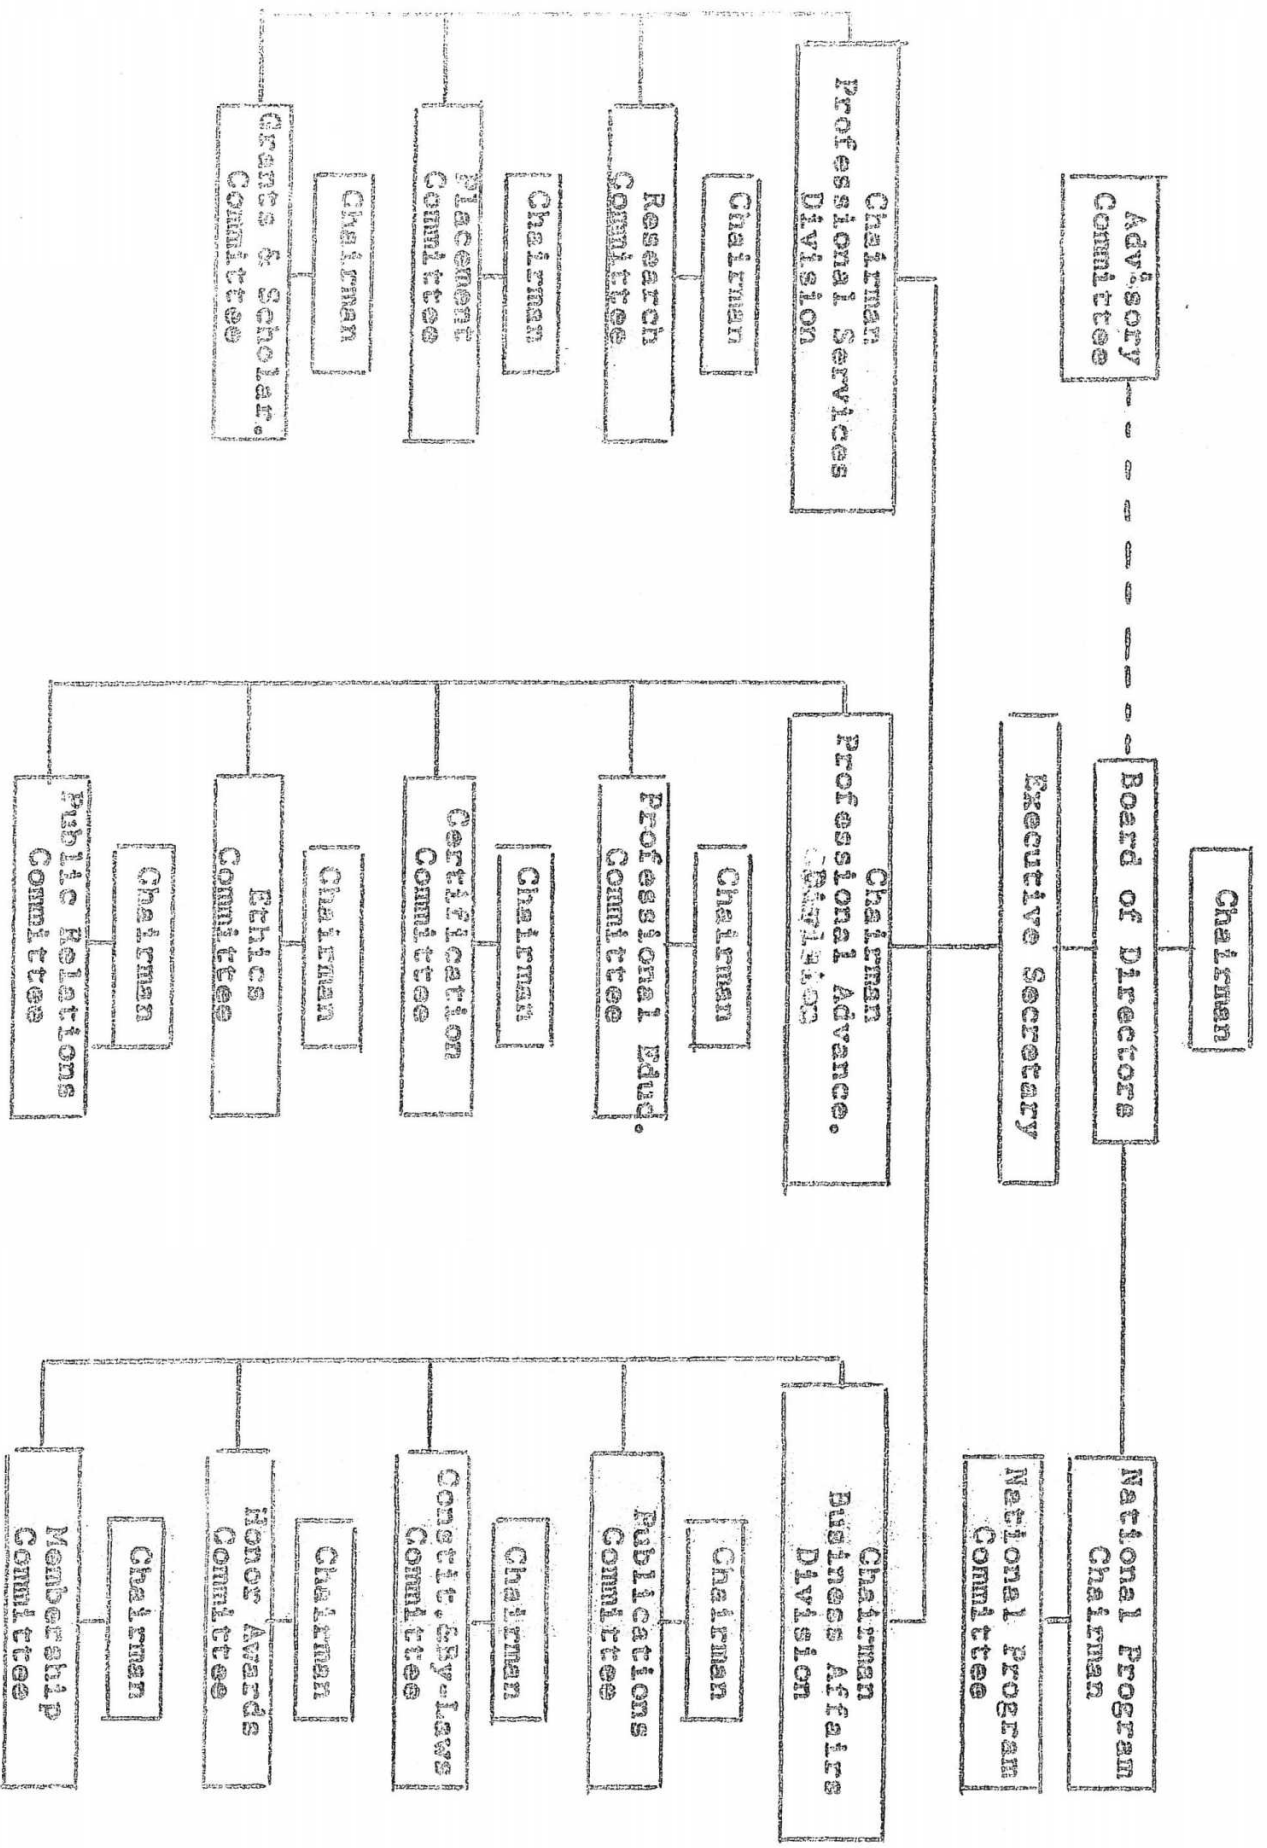 Chairman
Board of Directors
Advisory
Committee
National Program
Chairman
National Program
Committee
Executive Secretary
Chairman
Professional Services
Division
Chairman
Research
Committee
Chairman
Placement
Committee
Chairman
Grants & Scholar.
Committee
Chairman
Professional Advance.
Division
Chairman
Professional Edud.
Committee
Chairman
Certification
Committee
Chairman
Ethics
Committee
Chairman
Public Relations
Committee
Chairman
Business Affairs
Division
Chairman
Publications
Committee
Chairman
Constit.&By-Laws
Committee
Chairman
Honor Awards
Committee
Chairman
Membership
Committee